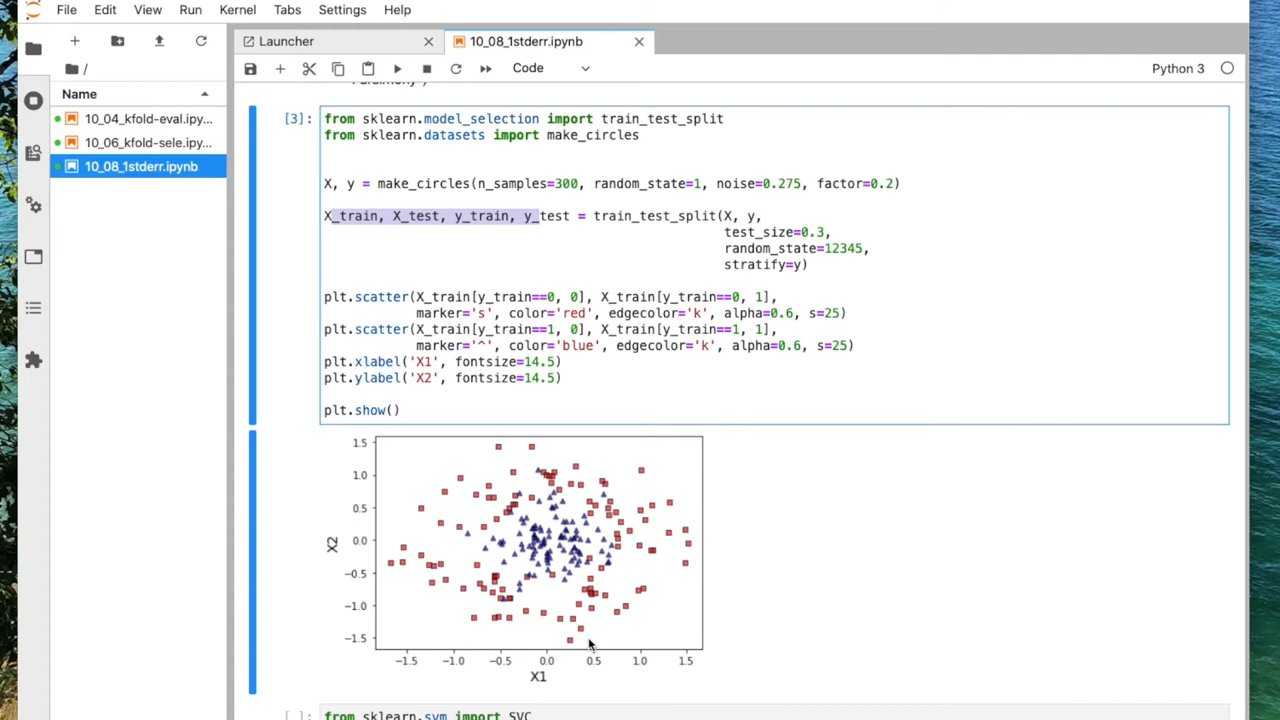 File Edit View Run Kernel Tabs Settings Help
Launcher
10_08_1stderr.ipynb
Code
Python 3
/
Name
10_04_kfold-eval.ipy...
10_06_kfold-sele.ipy...
10_08_1stderr.ipynb
[3]:
from sklearn.model_selection import train_test_split
from sklearn.datasets import make_circles
X, y = make_circles(n_samples=300, random_state=1, noise=0.275, factor=0.2)
X_train, X_test, y_train, y_test = train_test_split(X, y,
test_size=0.3,
random_state=12345,
stratify=y)
plt.scatter(X_train[y_train==0, 0], X_train[y_train==0, 1],
marker='s', color='red', edgecolor='k', alpha=0.6, s=25)
plt.scatter(X_train[y_train==1, 0], X_train[y_train==1, 1],
marker='^', color='blue', edgecolor='k', alpha=0.6, s=25)
plt.xlabel('X1', fontsize=14.5)
plt.ylabel('X2', fontsize=14.5)
plt.show()
1.5
1.0
0.5
0.0
−0.5
−1.0
−1.5
X2
−1.5 −1.0 −0.5 0.0 0.5 1.0 1.5
X1
[ ]: from sklearn.svm import SVC